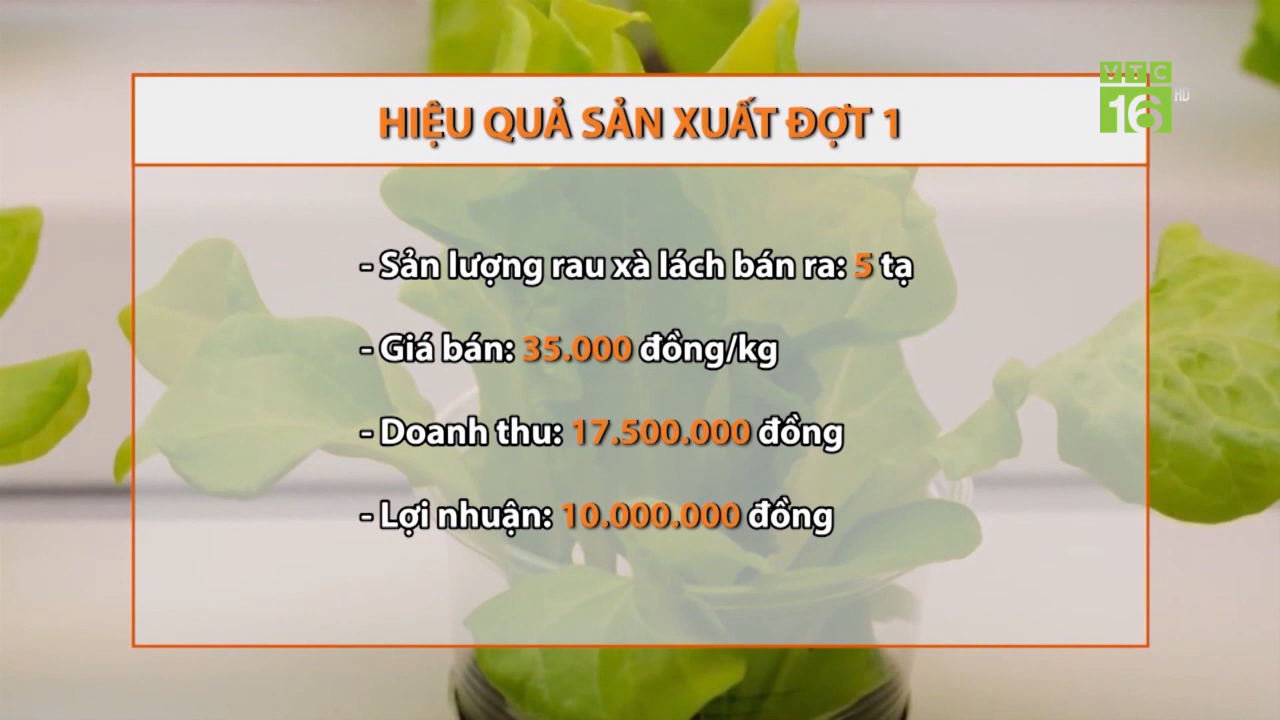 VTC
16
HD
HIỆU QUẢ SẢN XUẤT ĐỢT 1
- Sản lượng rau xà lách bán ra: 5 tạ
- Giá bán: 35.000 đồng/kg
- Doanh thu: 17.500.000 đồng
- Lợi nhuận: 10.000.000 đồng